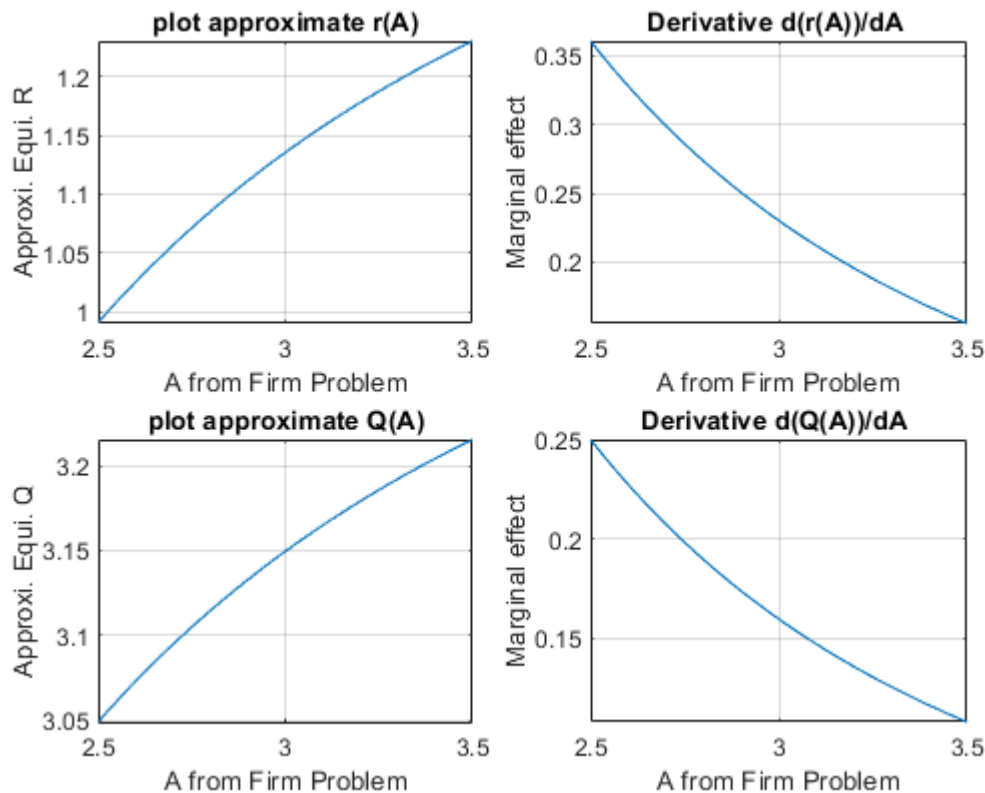 plot approximate r(A)
Approxi. Equi. R
1.2
1.15
1.1
1.05
1
2.5
3
3.5
A from Firm Problem
Derivative d(r(A))/dA
Marginal effect
0.35
0.3
0.25
0.2
2.5
3
3.5
A from Firm Problem
plot approximate Q(A)
Approxi. Equi. Q
3.2
3.15
3.1
3.05
2.5
3
3.5
A from Firm Problem
Derivative d(Q(A))/dA
Marginal effect
0.25
0.2
0.15
2.5
3
3.5
A from Firm Problem